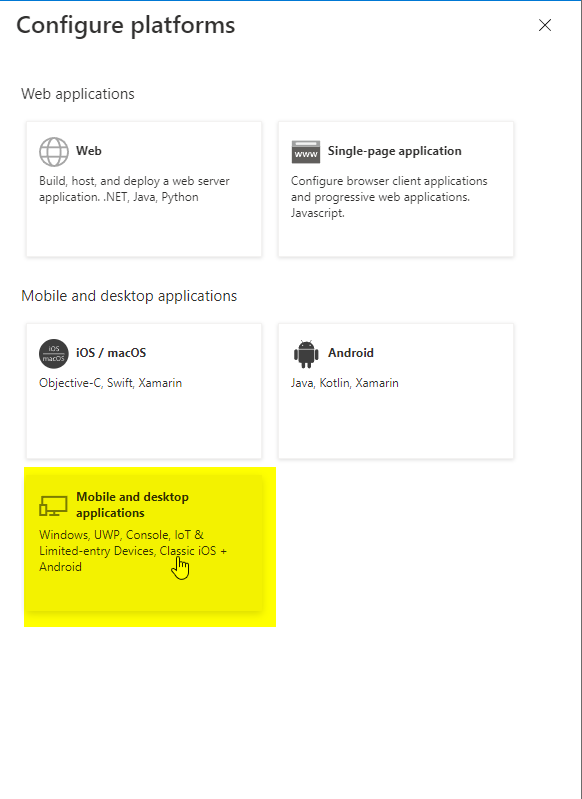 Configure platforms
Web applications
Web
Build, host, and deploy a web server
application. .NET, Java, Python
www
Single-page application
Configure browser client applications
and progressive web applications.
Javascript.
Mobile and desktop applications
iOS
macOS
iOS / macOS
Objective-C, Swift, Xamarin
Android
Java, Kotlin, Xamarin
Mobile and desktop
applications
Windows, UWP, Console, IoT &
Limited-entry Devices, Classic iOS +
Android